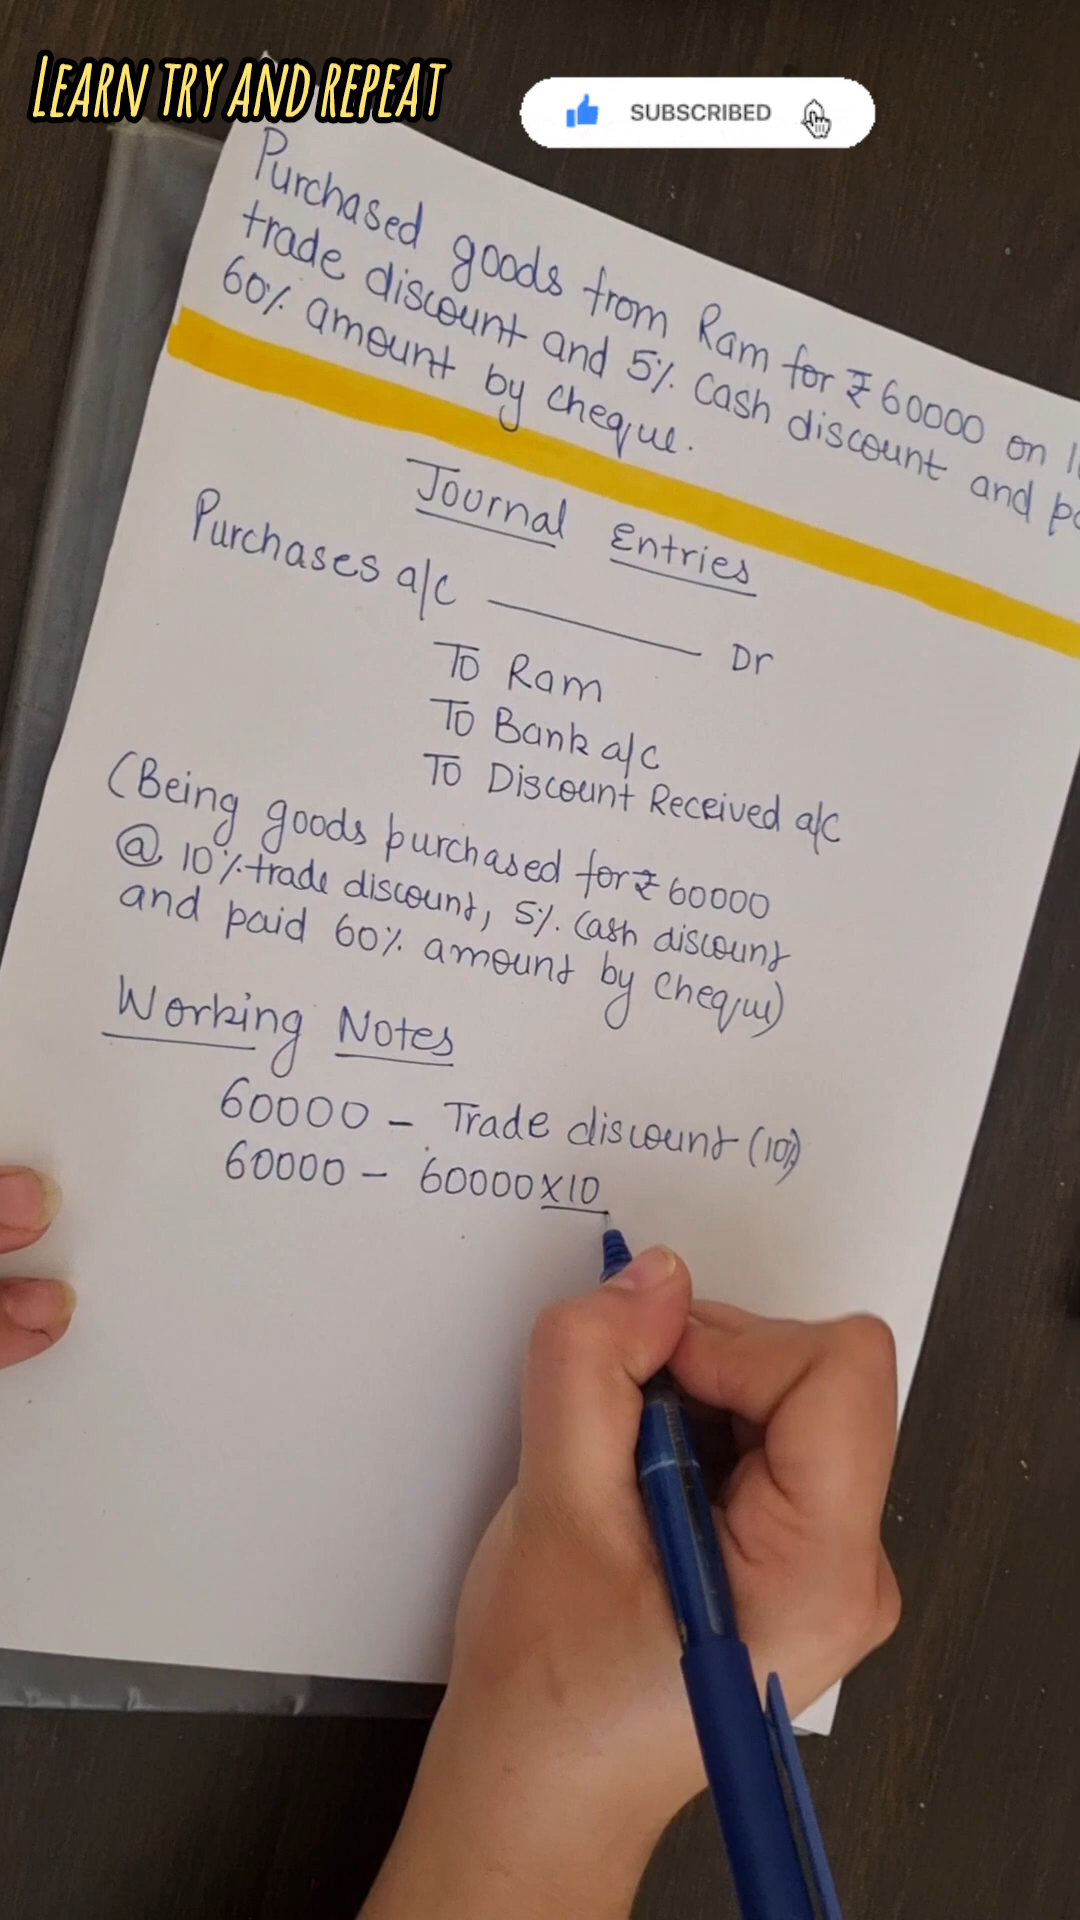 LEARN TRY AND REPEAT
SUBSCRIBED
Purchased goods from Ram for ₹ 60000 on
trade discount and 5% Cash discount and
60% amount by cheque.
Journal Entries
Purchases a/c ______ Dr
To Ram
To Bank a/c
To Discount Received a/c
(Being goods purchased for ₹ 60000
@ 10% trade discount, 5% Cash discount
and paid 60% amount by Cheque)
Working Notes
60000 - Trade discount (10%)
60000 - 60000X10